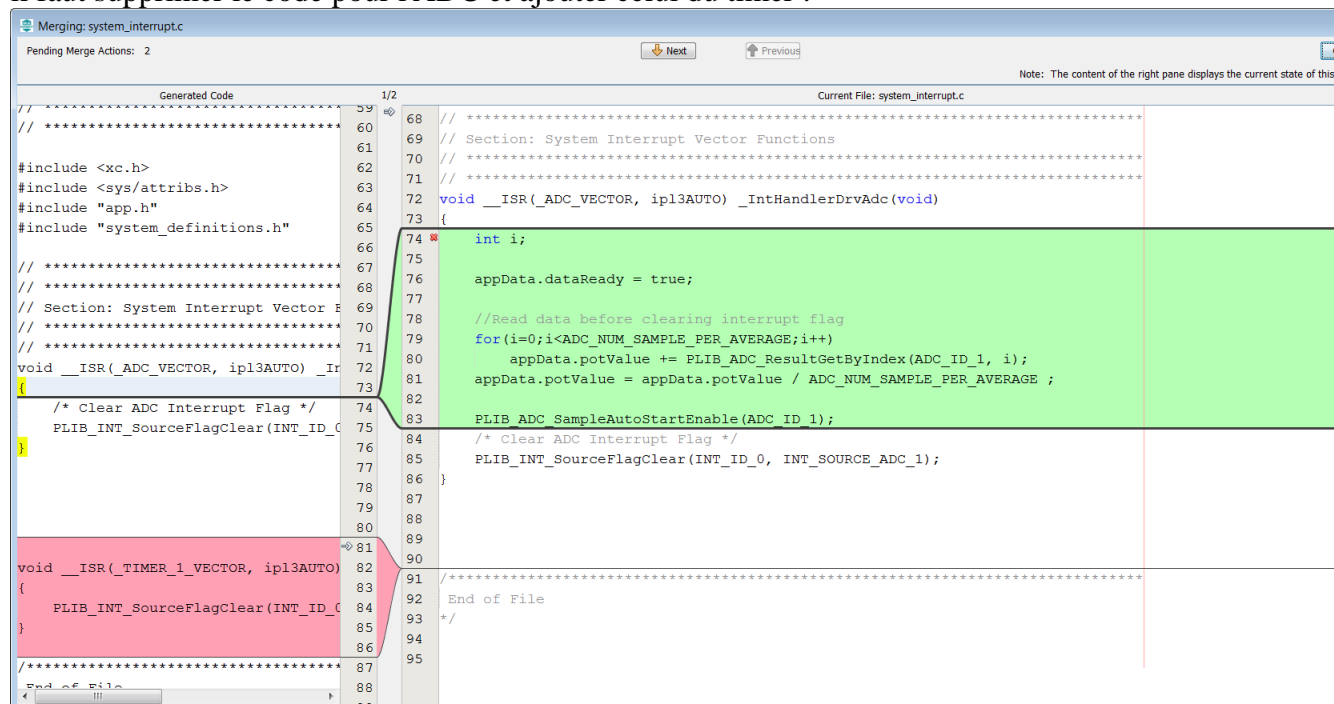 il faut supprimer le code pour l'ADC et ajouter celui du timer :
Merging: system_interrupt.c
Pending Merge Actions: 2
Next
Previous
Note: The content of the right pane displays the current state of this
Generated Code
1/2
Current File: system_interrupt.c
// ********************************** 59
// ********************************** 60
61
#include <xc.h> 62
#include <sys/attribs.h> 63
#include "app.h" 64
#include "system_definitions.h" 65
66
// ********************************** 67
// ********************************** 68
// Section: System Interrupt Vector F 69
// ********************************** 70
// ********************************** 71
void __ISR(_ADC_VECTOR, ipl3AUTO) _In 72
{ 73
/* Clear ADC Interrupt Flag */ 74
PLIB_INT_SourceFlagClear(INT_ID_0 75
} 76
77
78
79
80
81
void __ISR(_TIMER_1_VECTOR, ipl3AUTO) 82
{ 83
PLIB_INT_SourceFlagClear(INT_ID_0 84
} 85
86
/************************************ 87
End of File 88
68 // *****************************************************************************
69 // Section: System Interrupt Vector Functions
70 // *****************************************************************************
71 // *****************************************************************************
72 void __ISR(_ADC_VECTOR, ipl3AUTO) _IntHandlerDrvAdc(void)
73 {
74 int i;
75
76 appData.dataReady = true;
77
78 //Read data before clearing interrupt flag
79 for(i=0;i<ADC_NUM_SAMPLE_PER_AVERAGE;i++)
80 appData.potValue += PLIB_ADC_ResultGetByIndex(ADC_ID_1, i);
81 appData.potValue = appData.potValue / ADC_NUM_SAMPLE_PER_AVERAGE ;
82
83 PLIB_ADC_SampleAutoStartEnable(ADC_ID_1);
84 /* Clear ADC Interrupt Flag */
85 PLIB_INT_SourceFlagClear(INT_ID_0, INT_SOURCE_ADC_1);
86 }
87
88
89
90
91 /*******************************************************************************
92 End of File
93 */
94
95